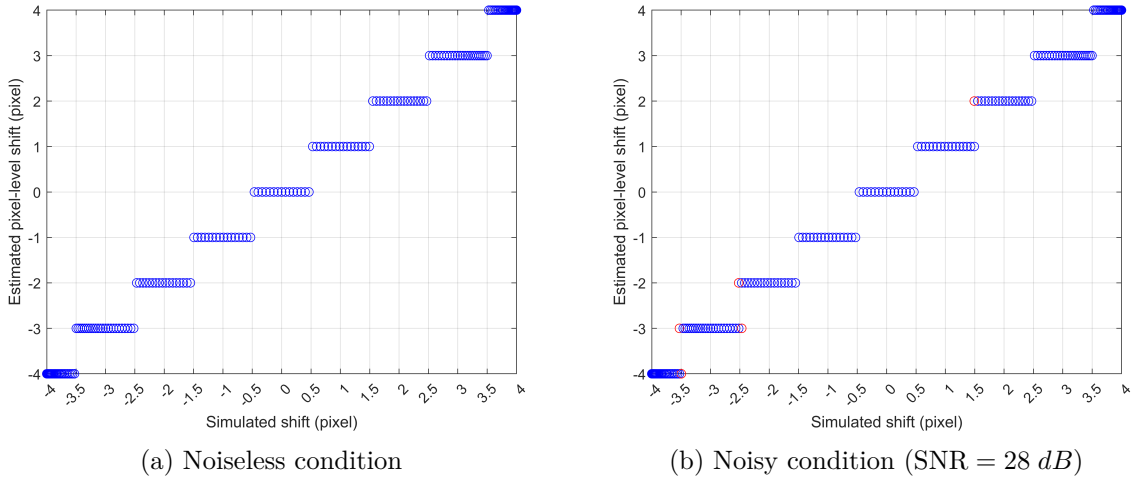 4
3
2
1
0
-1
-2
-3
-4
Estimated pixel-level shift (pixel)
-4 -3.5 -2.5 -2 -1.5 -1 -0.5 0 0.5 1 1.5 2 2.5 3 3.5 4
Simulated shift (pixel)
(a) Noiseless condition
4
3
2
1
0
-1
-2
-3
-4
Estimated pixel-level shift (pixel)
-4 -3.5 -2.5 -2 -1.5 -1 -0.5 0 0.5 1 1.5 2 2.5 3 3.5 4
Simulated shift (pixel)
(b) Noisy condition (SNR = 28 dB)